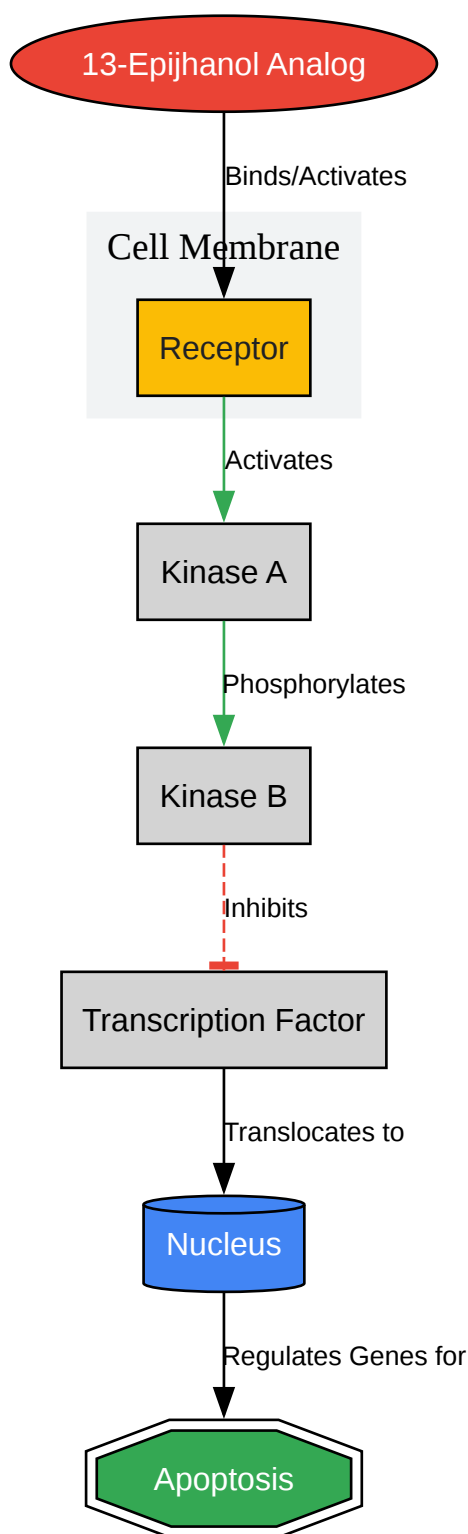 13-Epijhanol Analog
Binds/Activates
Cell Membrane
Receptor
Activates
Kinase A
Phosphorylates
Kinase B
Inhibits
Transcription Factor
Translocates to
Nucleus
Regulates Genes for
Apoptosis